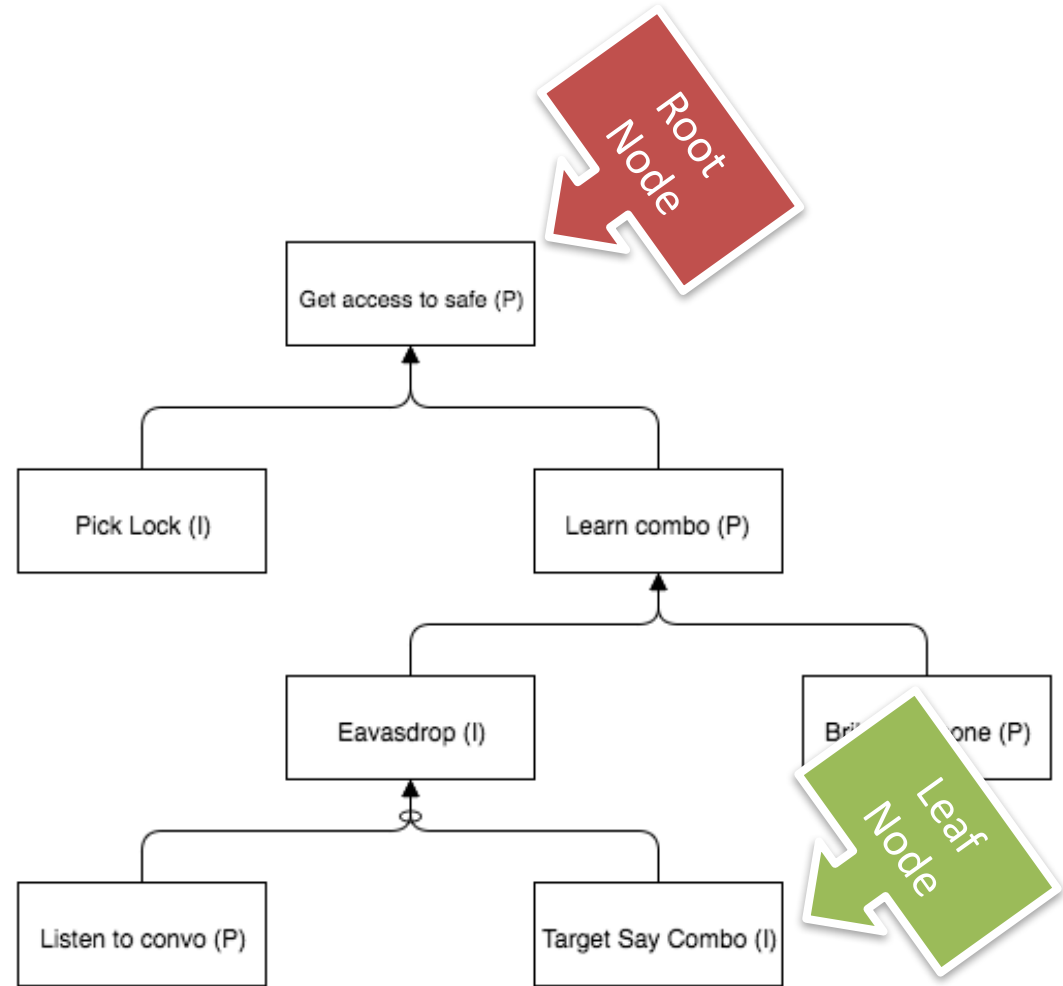 Root
Node
Get access to safe (P)
Pick Lock (I)
Learn combo (P)
Eavasdrop (I)
(P)
Leaf
Node
Listen to convo (P)
Target Say Combo (I)